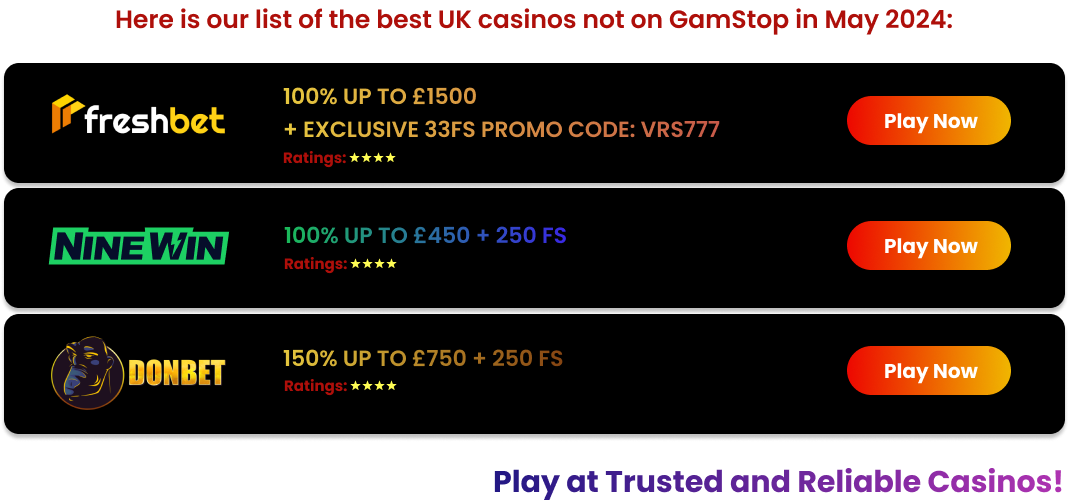 Here is our list of the best UK casinos not on GamStop in May 2024:
freshbet
100% UP TO £1500
+ EXCLUSIVE 33FS PROMO CODE: VRS777
Ratings: ★★★★
Play Now
NINEWIN
100% UP TO £450 + 250 FS
Ratings: ★★★★
Play Now
DONBET
150% UP TO £750 + 250 FS
Ratings: ★★★★
Play Now
Play at Trusted and Reliable Casinos!